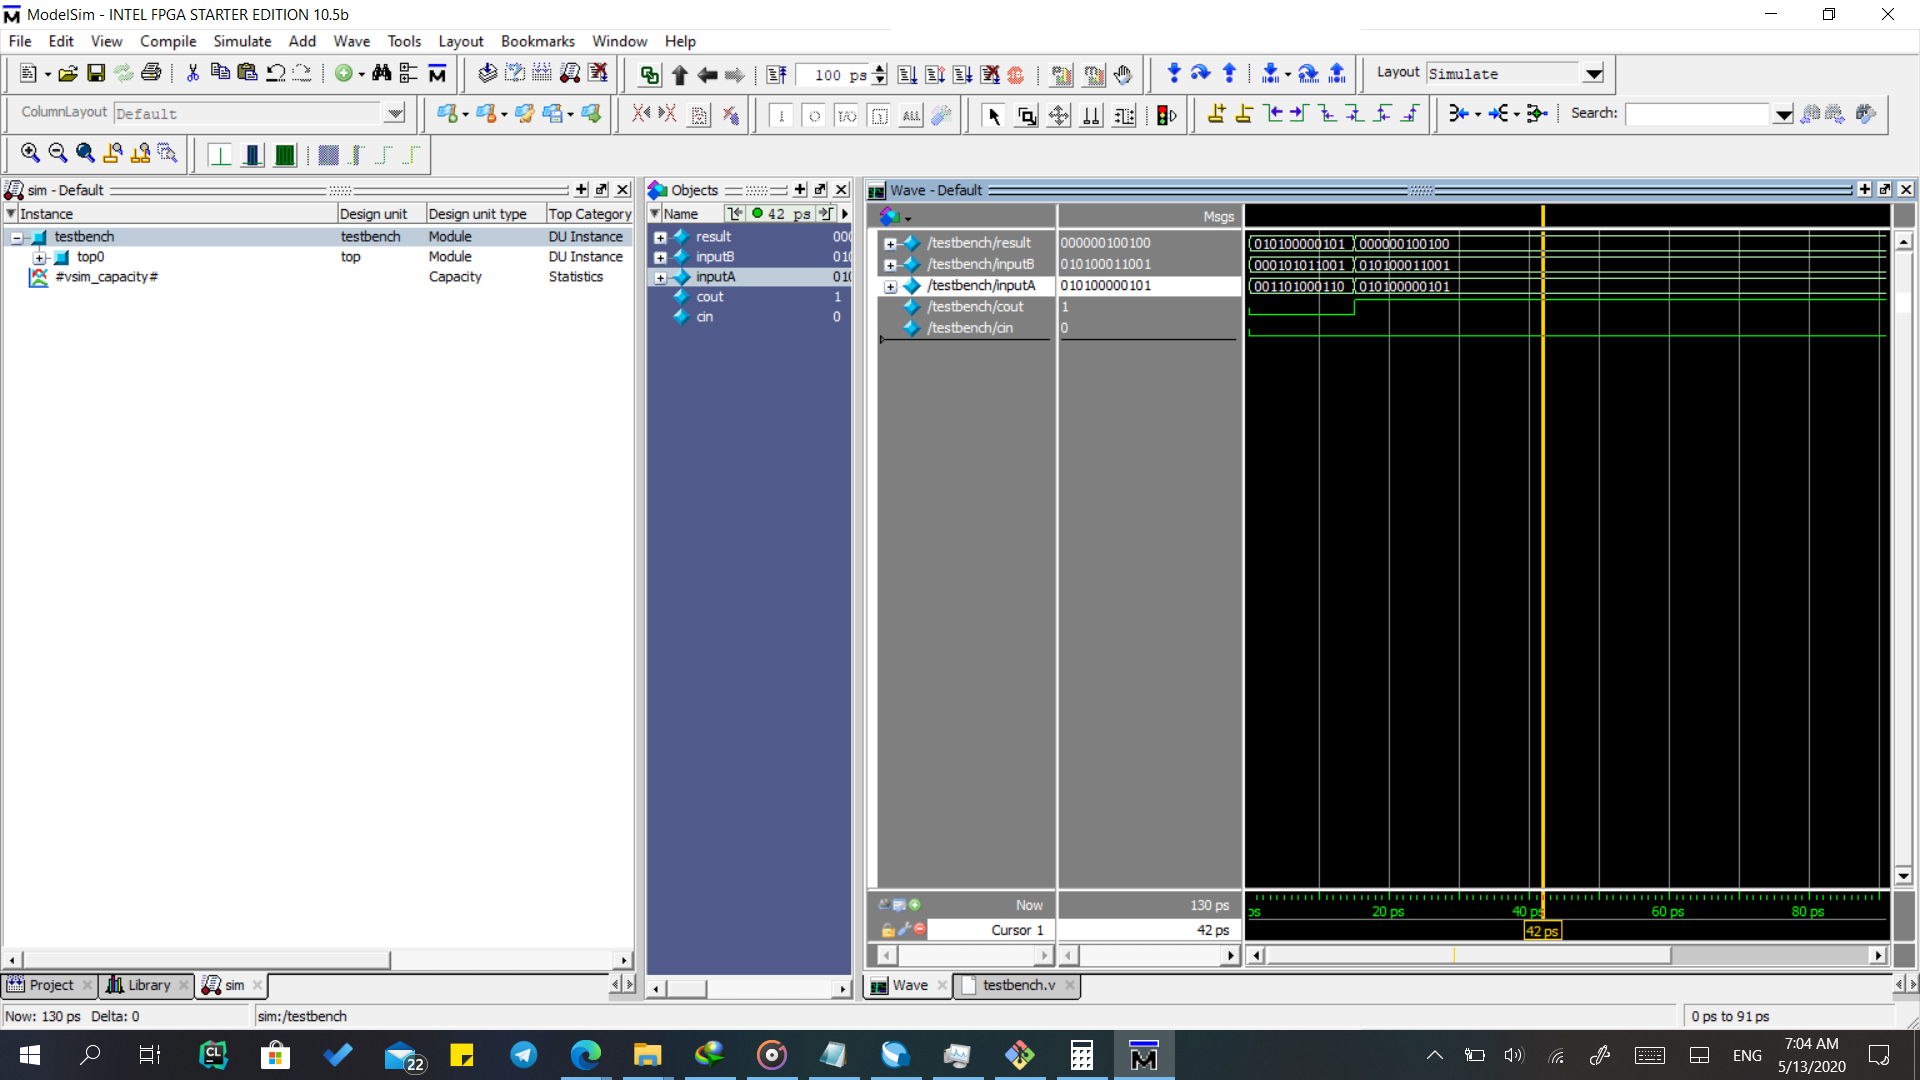 ModelSim - INTEL FPGA STARTER EDITION 10.5b
File Edit View Compile Simulate Add Wave Tools Layout Bookmarks Window Help
100 ps
Layout Simulate
ColumnLayout Default
I/O
ALL
Search:
sim - Default
Instance Design unit Design unit type Top Category
testbench testbench Module DU Instance
top0 top Module DU Instance
#vsim_capacity# Capacity Statistics
Objects
Name 42 ps
result 000
inputB 010
inputA 010
cout 1
cin 0
Wave - Default
Msgs
/testbench/result 000000100100 010100000101 000000100100
/testbench/inputB 010100011001 000101011001 010100011001
/testbench/inputA 010100000101 001101000110 010100000101
/testbench/cout 1
/testbench/cin 0
Now 130 ps
ps 20 ps 40 ps 60 ps 80 ps
Cursor 1 42 ps
42 ps
Project Library sim
Wave testbench.v
Now: 130 ps Delta: 0 sim:/testbench 0 ps to 91 ps
CL
22
ENG
7:04 AM
5/13/2020